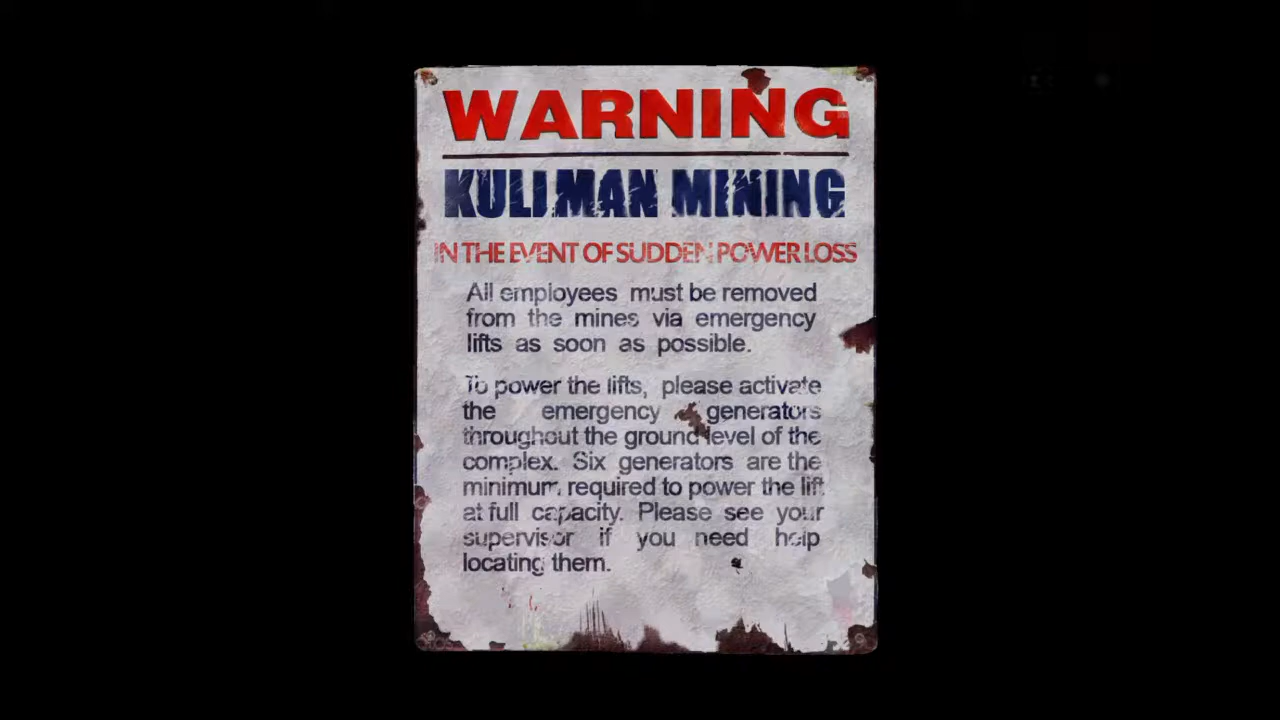 WARNING
KULLMAN MINING
IN THE EVENT OF SUDDEN POWER LOSS
All employees must be removed
from the mines via emergency
lifts as soon as possible.
To power the lifts, please activate
the emergency generators
throughout the ground level of the
complex. Six generators are the
minimum required to power the lift
at full capacity. Please see your
supervisor if you need help
locating them.